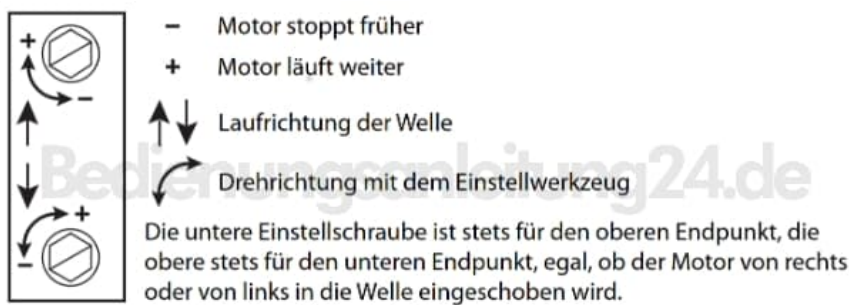 +
−
− Motor stoppt früher
+ Motor läuft weiter
Laufrichtung der Welle
Bedienungsanleitung24.de
Drehrichtung mit dem Einstellwerkzeug
+
−
Die untere Einstellschraube ist stets für den oberen Endpunkt, die
obere stets für den unteren Endpunkt, egal, ob der Motor von rechts
oder von links in die Welle eingeschoben wird.